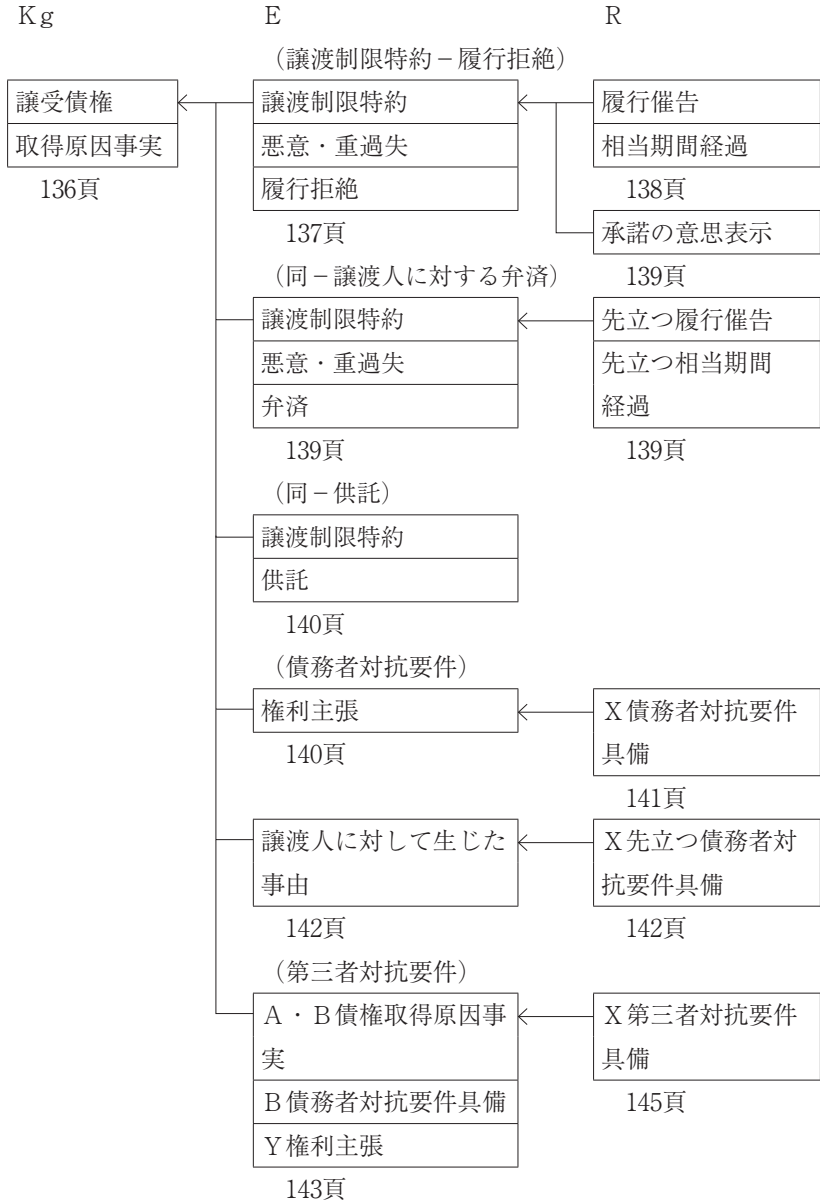 Ｋｇ
Ｅ
Ｒ
（譲渡制限特約－履行拒絶）
譲受債権
取得原因事実
136頁
譲渡制限特約
悪意・重過失
履行拒絶
137頁
履行催告
相当期間経過
138頁
承諾の意思表示
139頁
（同－譲渡人に対する弁済）
譲渡制限特約
悪意・重過失
弁済
139頁
先立つ履行催告
先立つ相当期間
経過
139頁
（同－供託）
譲渡制限特約
供託
140頁
（債務者対抗要件）
権利主張
140頁
Ｘ債務者対抗要件
具備
141頁
譲渡人に対して生じた
事由
142頁
Ｘ先立つ債務者対
抗要件具備
142頁
（第三者対抗要件）
Ａ・Ｂ債権取得原因事
実
Ｂ債務者対抗要件具備
Ｙ権利主張
143頁
Ｘ第三者対抗要件
具備
145頁